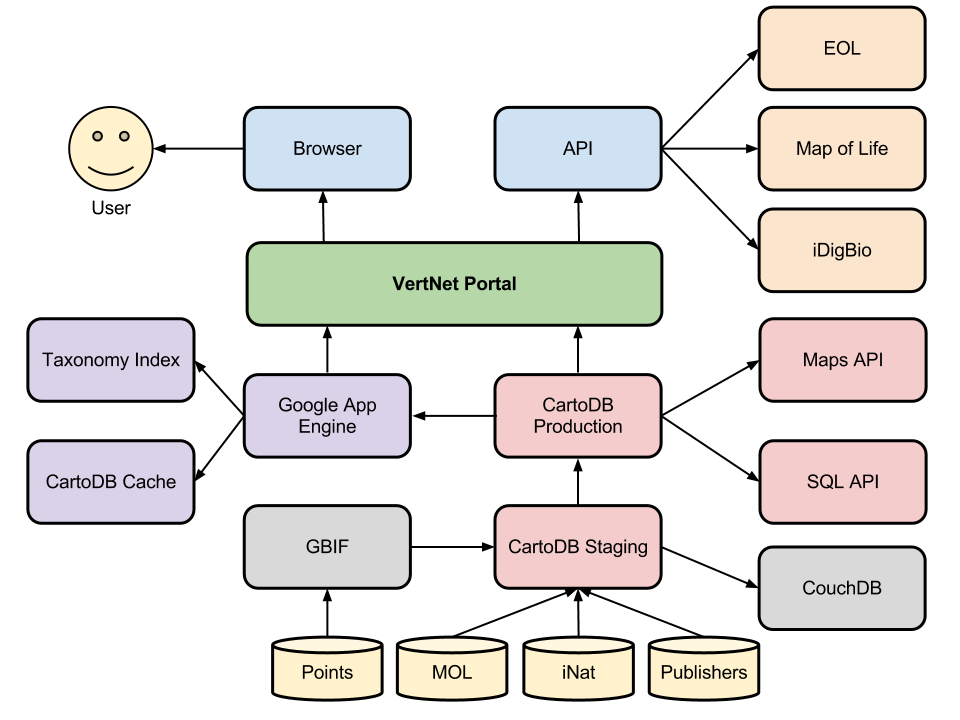 EOL
Browser
API
Map of Life
User
iDigBio
VertNet Portal
Taxonomy Index
Google App
Engine
CartoDB
Production
Maps API
CartoDB Cache
SQL API
GBIF
CartoDB Staging
CouchDB
Points
MOL
iNat
Publishers